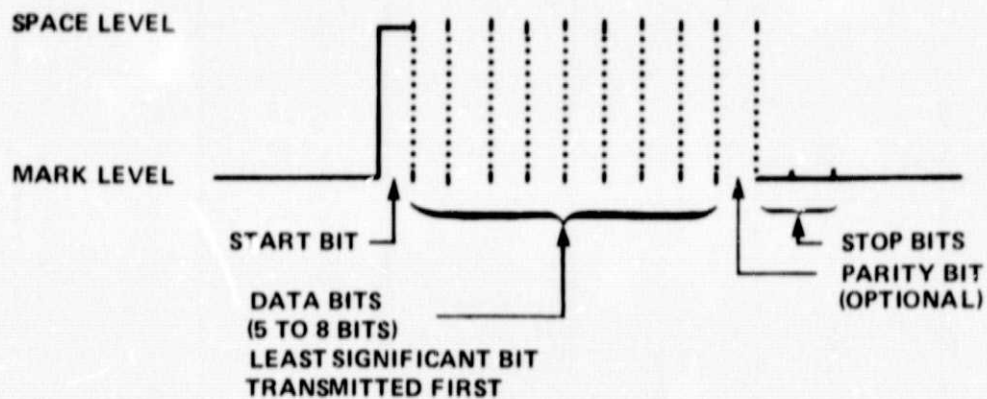 SPACE LEVEL
MARK LEVEL
START BIT
STOP BITS
PARITY BIT
(OPTIONAL)
DATA BITS
(5 TO 8 BITS)
LEAST SIGNIFICANT BIT
TRANSMITTED FIRST